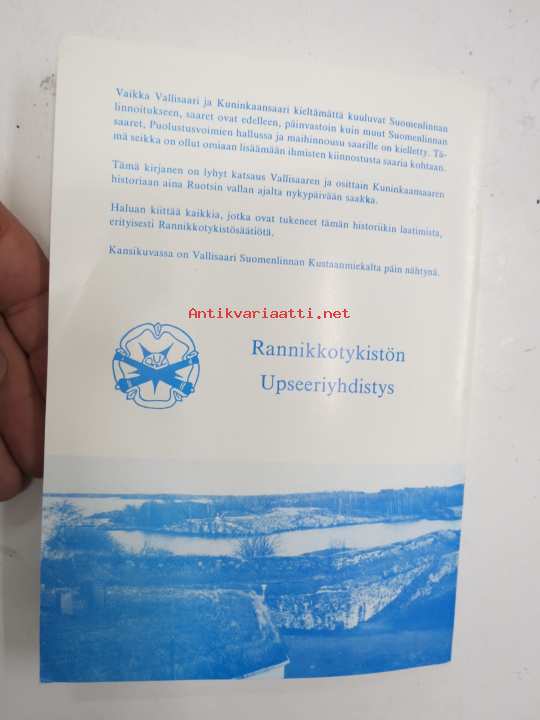 Vaikka Vallisaari ja Kuninkaansaari kieltämättä kuuluvat Suomenlinnan
linnoitukseen, saaret ovat edelleen, päinvastoin kuin muut Suomenlinnan
saaret, Puolustusvoimien hallussa ja maihinnousu saarille on kielletty. Tä-
mä seikka on ollut omiaan lisäämään ihmisten kiinnostusta saaria kohtaan.
Tämä kirjanen on lyhyt katsaus Vallisaaren ja osittain Kuninkaansaaren
historiaan aina Ruotsin vallan ajalta nykypäivään saakka.
Haluan kiittää kaikkia, jotka ovat tukeneet tämän historiikin laatimista,
erityisesti Rannikkotykistösäätiötä.
Kansikuvassa on Vallisaari Suomenlinnan Kustaanmiekalta päin nähtynä.
Antikvariaatti.net
Rannikkotykistön
Upseeriyhdistys